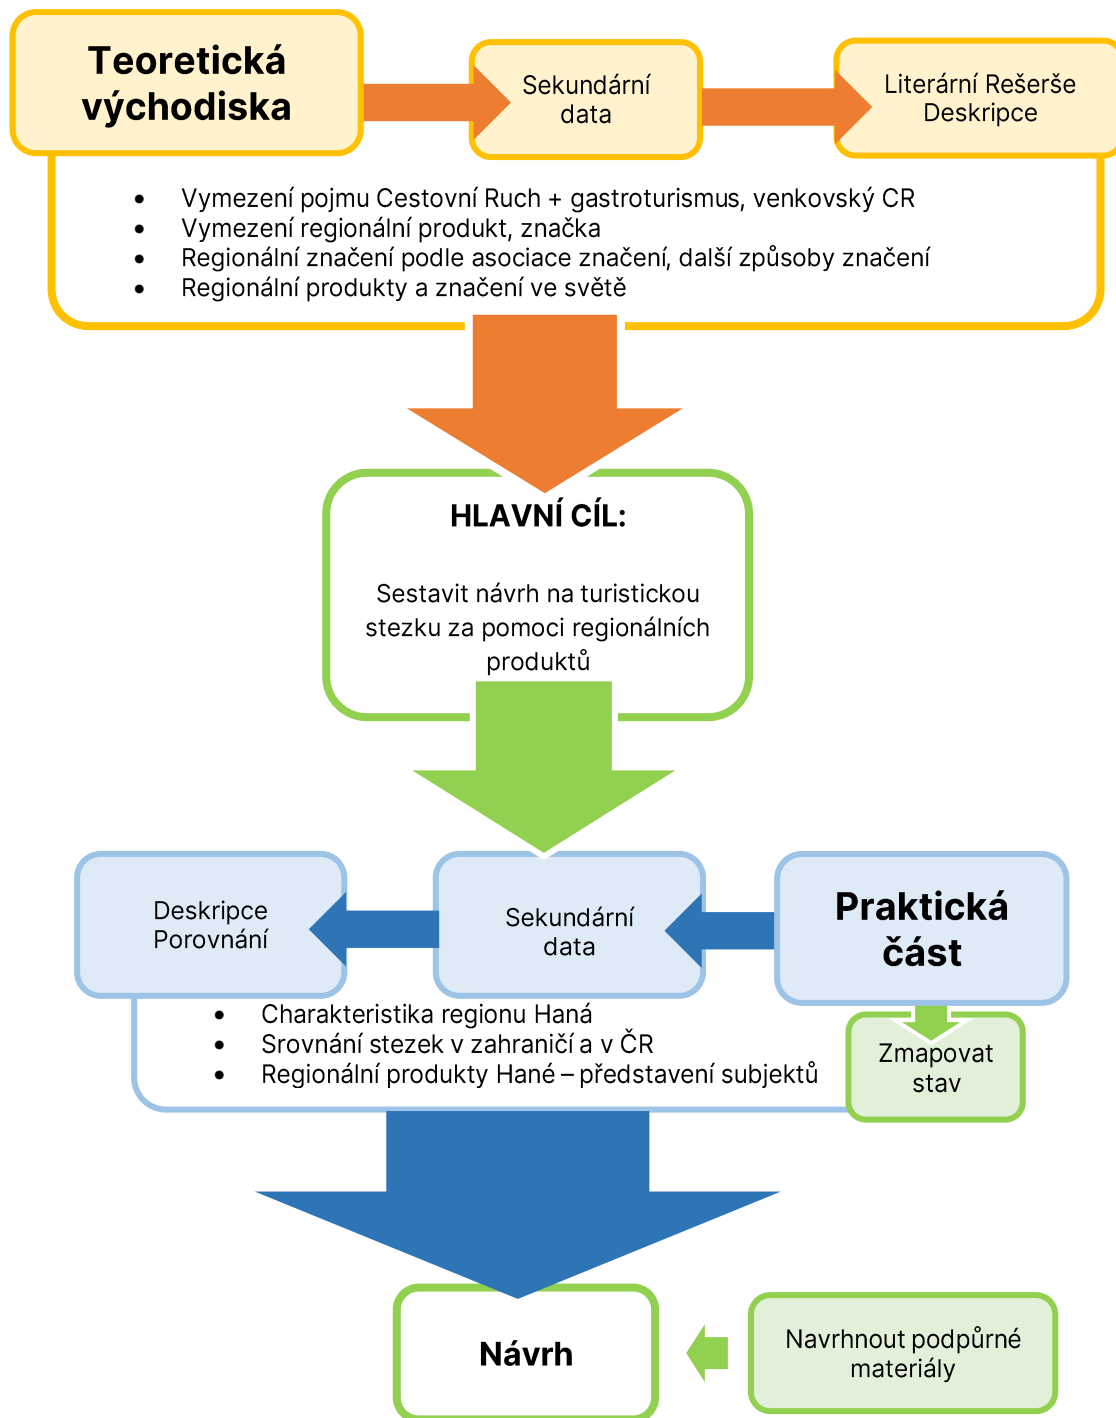 Teoretická
východiska
Sekundární
data
Literární Rešerše
Deskripce
• Vymezení pojmu Cestovní Ruch + gastroturismus, venkovský CR
• Vymezení regionální produkt, značka
• Regionální značení podle asociace značení, další způsoby značení
• Regionální produkty a značení ve světě
HLAVNÍ CÍL:
Sestavit návrh na turistickou
stezku za pomoci regionálních
produktů
Deskripce
Porovnání
Sekundární
data
Praktická
část
• Charakteristika regionu Haná
• Srovnání stezek v zahraničí a v ČR
• Regionální produkty Hané – představení subjektů
Zmapovat
stav
Návrh
Navrhnout podpůrné
materiály